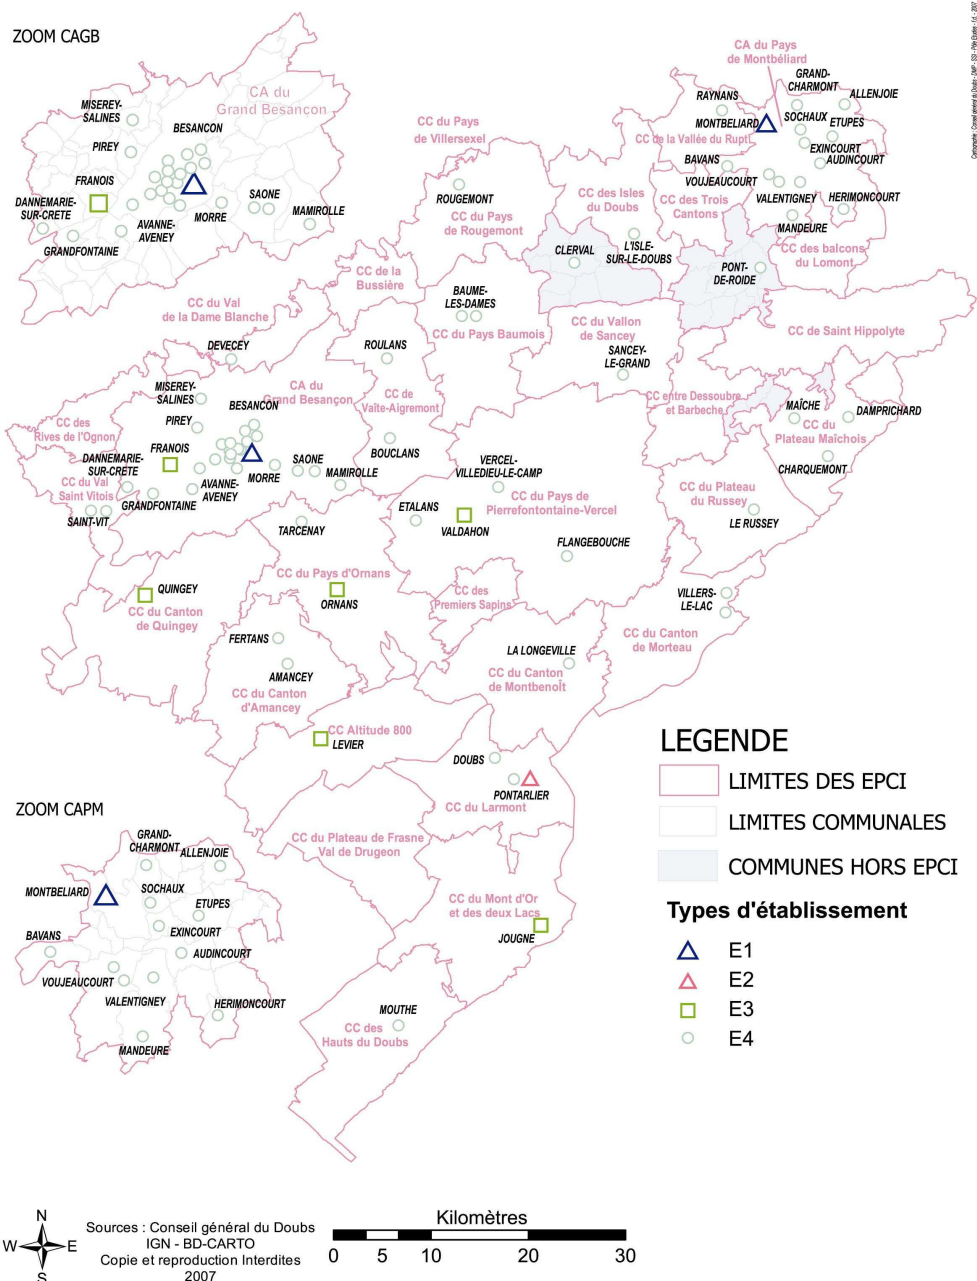 Cartographie : Conseil général du Doubs - DMP - SSI - Pôle Etudes - f.d. - 2007
ZOOM CAGB
CA du
Grand Besançon
MISEREY-
SALINES
BESANCON
PIREY
FRANOIS
DANNEMARIE-
SUR-CRETE
SAONE
MAMIROLLE
MORRE
AVANNE-
AVENEY
GRANDFONTAINE
CA du Pays
de Montbéliard
GRAND-
CHARMONT
ALLENJOIE
RAYNANS
MONTBELIARD
SOCHAUX
ETUPES
CC de la Vallée du Rupt
EXINCOURT
AUDINCOURT
BAVANS
VOUJEAUCOURT
VALENTIGNEY
HERIMONCOURT
MANDEURE
CC des balcons
du Lomont
CC du Pays
de Villersexel
ROUGEMONT
CC du Pays
de Rougemont
CC des Isles
du Doubs
CC des Trois
Cantons
CLERVAL
L'ISLE-
SUR-LE-DOUBS
PONT-
DE-ROIDE
CC de la
Bussière
CC du Val
de la Dame Blanche
BAUME-
LES-DAMES
CC du Pays Baumois
CC du Vallon
de Sancey
SANCEY-
LE-GRAND
CC de Saint Hippolyte
DEVECEY
ROULANS
MISEREY-
SALINES
CA du
Grand Besançon
BESANCON
CC de
Vaite-Aigremont
CC entre Dessoubre
et Barbeche
MAÎCHE
DAMPRICHARD
CC du
Plateau Maîchois
CHARQUEMONT
CC des
Rives de l'Ognon
PIREY
FRANOIS
DANNEMARIE-
SUR-CRETE
CC du Val
Saint Vitois
SAINT-VIT
GRANDFONTAINE
AVANNE-
AVENEY
MORRE
SAONE
MAMIROLLE
BOUCLANS
VERCEL-
VILLEDIEU-LE-CAMP
CC du Pays de
Pierrefontontaine-Vercel
ETALANS
VALDAHON
FLANGEBOUCHE
CC du Plateau
du Russey
LE RUSSEY
TARCENAY
QUINGEY
CC du Canton
de Quingey
CC du Pays d'Ornans
ORNANS
CC des
Premiers Sapins
VILLERS-
LE-LAC
CC du Canton
de Morteau
FERTANS
AMANCEY
CC du Canton
d'Amancey
LA LONGEVILLE
CC du Canton
de Montbenoît
CC Altitude 800
LEVIER
DOUBS
PONTARLIER
CC du Larmont
CC du Plateau de Frasne
Val de Drugeon
CC du Mont d'Or
et des deux Lacs
JOUGNE
MOUTHE
CC des
Hauts du Doubs
ZOOM CAPM
GRAND-
CHARMONT
ALLENJOIE
MONTBELIARD
SOCHAUX
ETUPES
EXINCOURT
BAVANS
AUDINCOURT
VOUJEAUCOURT
VALENTIGNEY
HERIMONCOURT
MANDEURE
LEGENDE
LIMITES DES EPCI
LIMITES COMMUNALES
COMMUNES HORS EPCI
Types d'établissement
E1
E2
E3
E4
N
W E
S
Sources : Conseil général du Doubs
IGN - BD-CARTO
Copie et reproduction Interdites
2007
Kilomètres
0 5 10 20 30